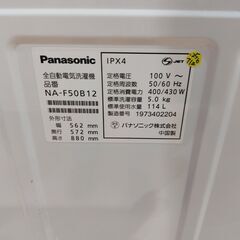 Panasonic
IPX4
JET
全自動電気洗濯機
品番
NA-F50B12
外形寸法
幅 562 mm
奥行 572 mm
高さ 880 mm
定格電圧 100 V ～
定格周波数 50/60 Hz
定格消費電力 400/430 W
標準洗濯容量 5.0 kg
標準使用水量 114 L
製造番号 1973402204
パナソニック株式会社
中国製